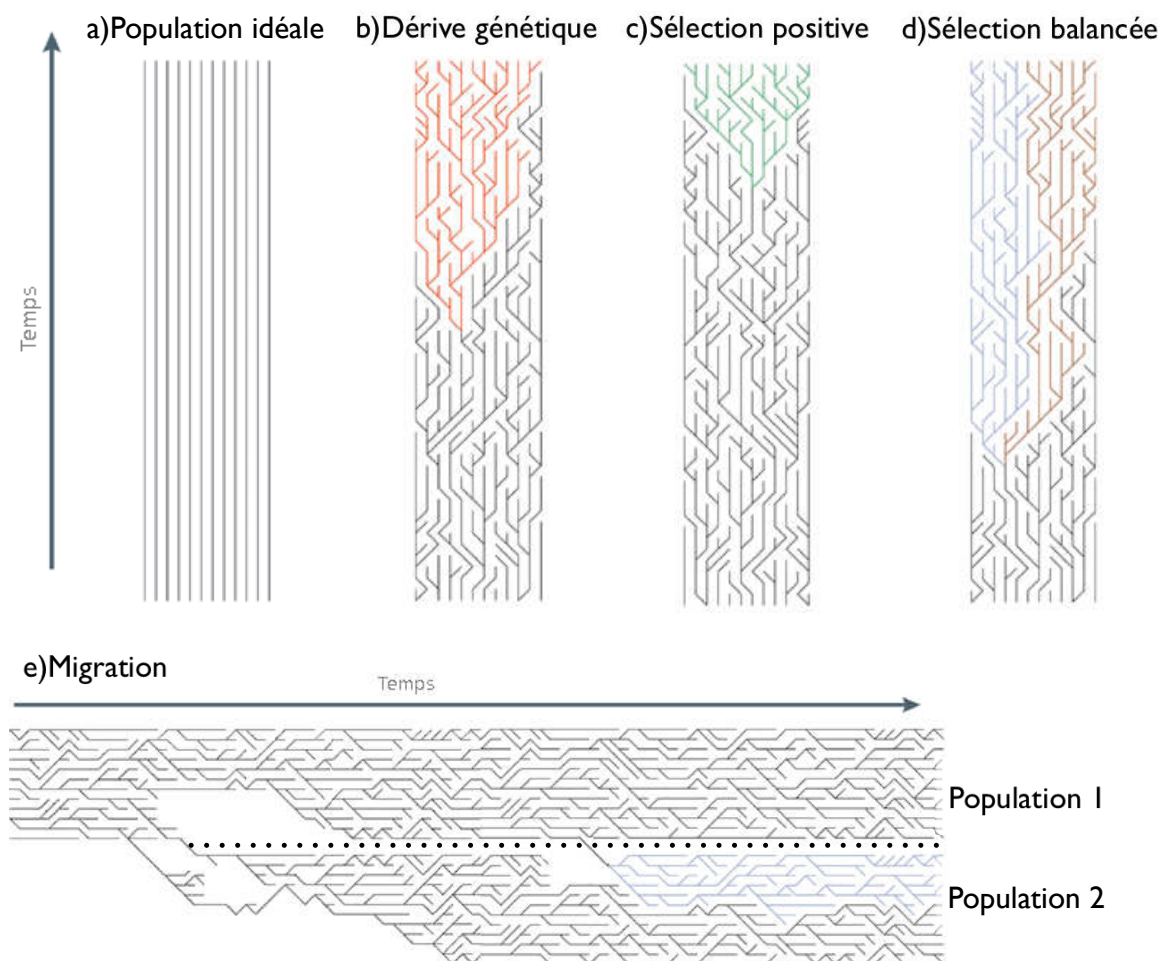 a)Population idéale
b)Dérive génétique
c)Sélection positive
d)Sélection balancée
Temps
e)Migration
Temps
Population 1
Population 2